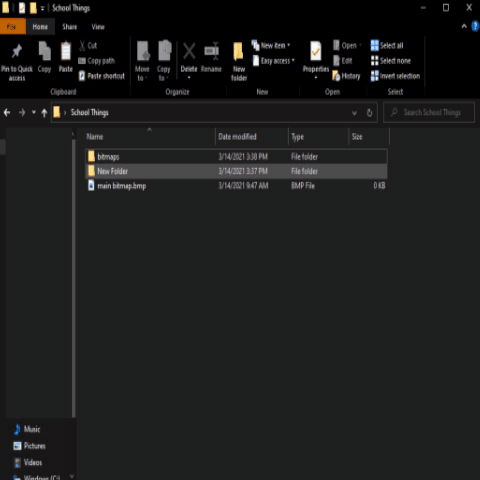 School Things
File Home Share View
Pin to Quick access
Copy
Paste
Cut
Copy path
Paste shortcut
Clipboard
Move to
Copy to
Delete
Rename
Organize
New folder
New item
Easy access
New
Properties
Open
Edit
History
Open
Select all
Select none
Invert selection
Select
School Things
Search School Things
Name Date modified Type Size
bitmaps 3/14/2021 3:38 PM File folder
New Folder 3/14/2021 3:37 PM File folder
main bitmap.bmp 3/14/2021 9:47 AM BMP File 0 KB
Music
Pictures
Videos
Windows (C:)